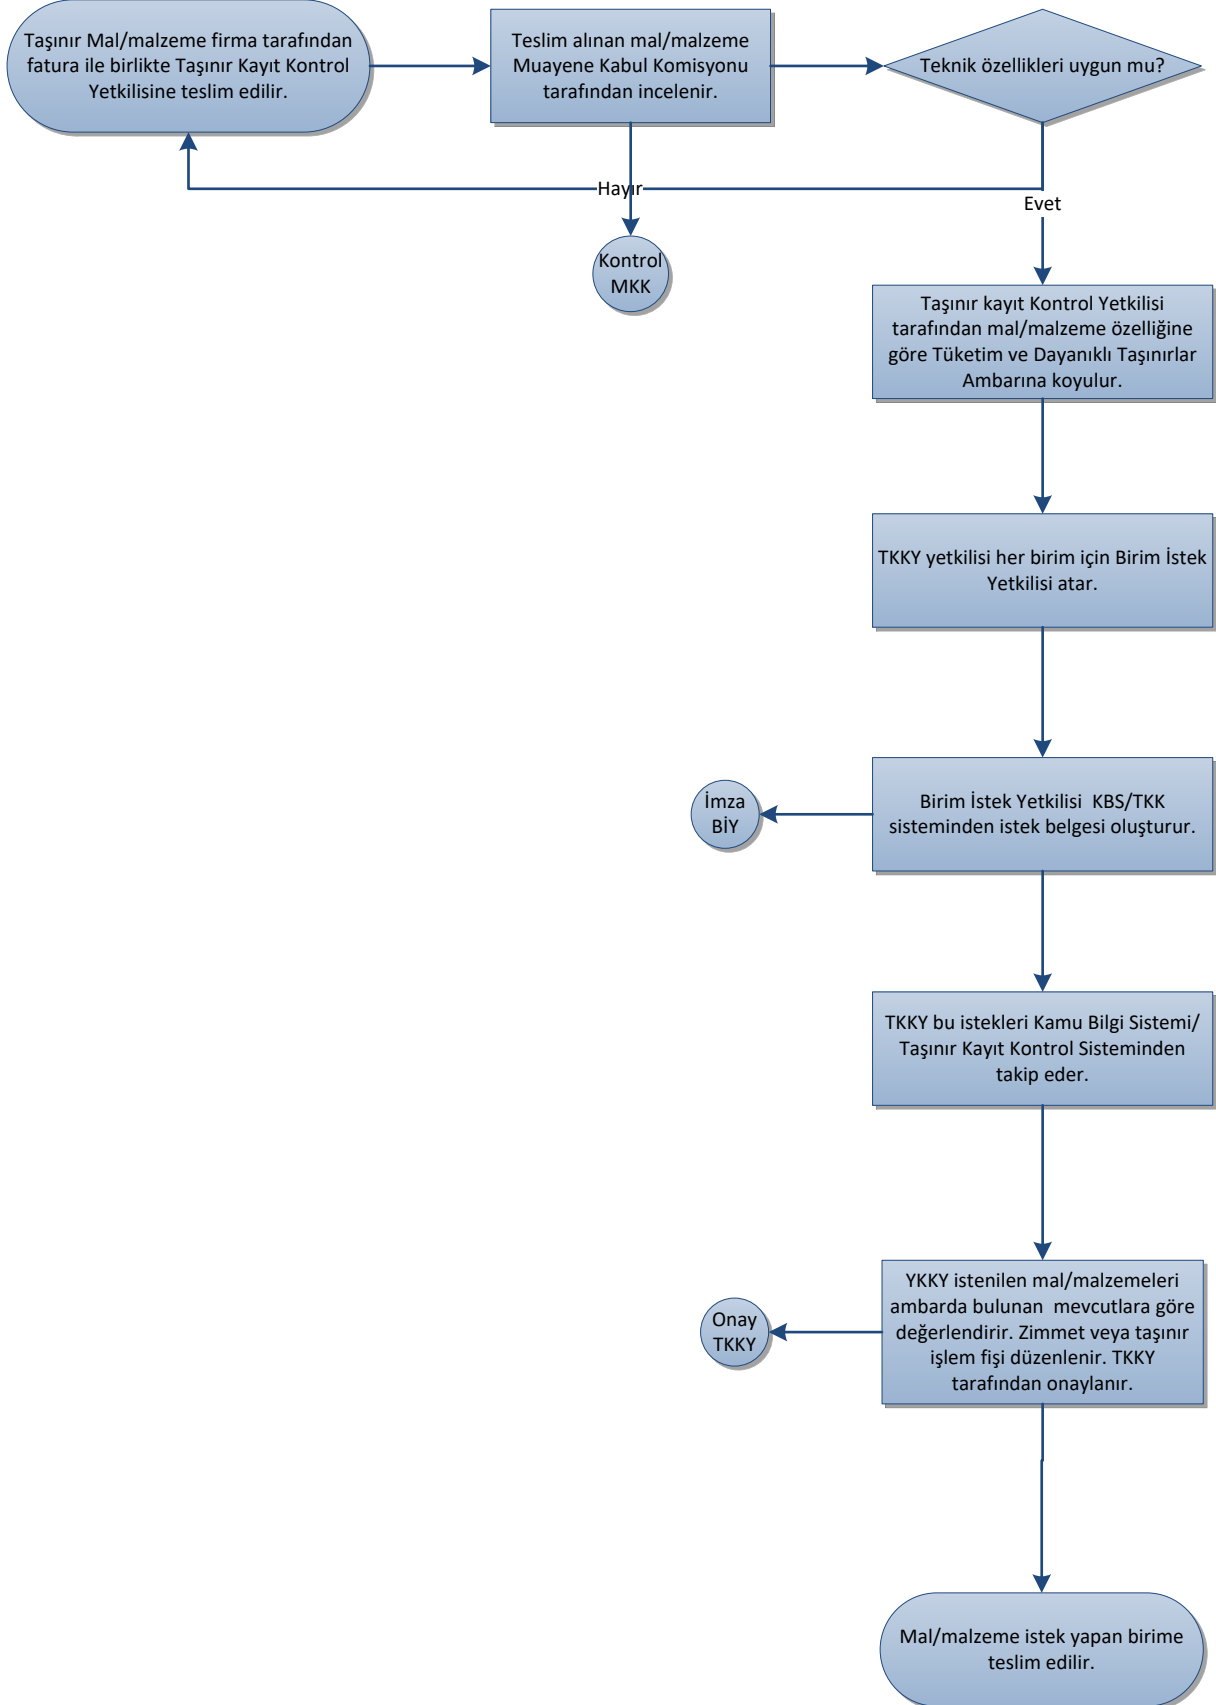 Taşınır Mal/malzeme firma tarafından
fatura ile birlikte Taşınır Kayıt Kontrol
Yetkilisine teslim edilir.
Teslim alınan mal/malzeme
Muayene Kabul Komisyonu
tarafından incelenir.
Teknik özellikleri uygun mu?
Hayır
Evet
Kontrol
MKK
Taşınır kayıt Kontrol Yetkilisi
tarafından mal/malzeme özelliğine
göre Tüketim ve Dayanıklı Taşınırlar
Ambarına koyulur.
TKKY yetkilisi her birim için Birim İstek
Yetkilisi atar.
İmza
BİY
Birim İstek Yetkilisi  KBS/TKK
sisteminden istek belgesi oluşturur.
TKKY bu istekleri Kamu Bilgi Sistemi/
Taşınır Kayıt Kontrol Sisteminden
takip eder.
Onay
TKKY
YKKY istenilen mal/malzemeleri
ambarda bulunan  mevcutlara göre
değerlendirir. Zimmet veya taşınır
işlem fişi düzenlenir. TKKY
tarafından onaylanır.
Mal/malzeme istek yapan birime
teslim edilir.